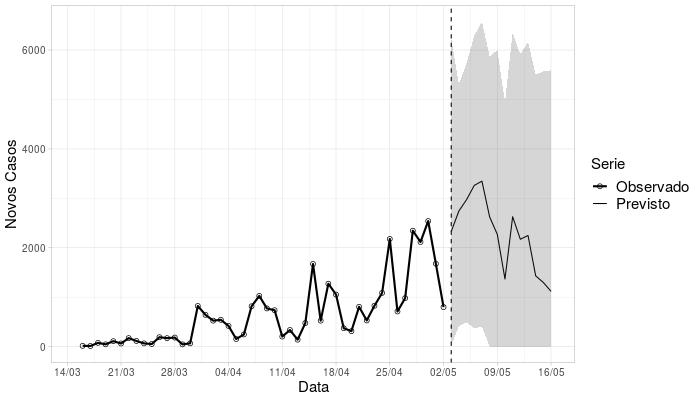 Novos Casos
6000
4000
2000
0
14/03 21/03 28/03 04/04 11/04 18/04 25/04 02/05 09/05 16/05
Data
Serie
Observado
Previsto